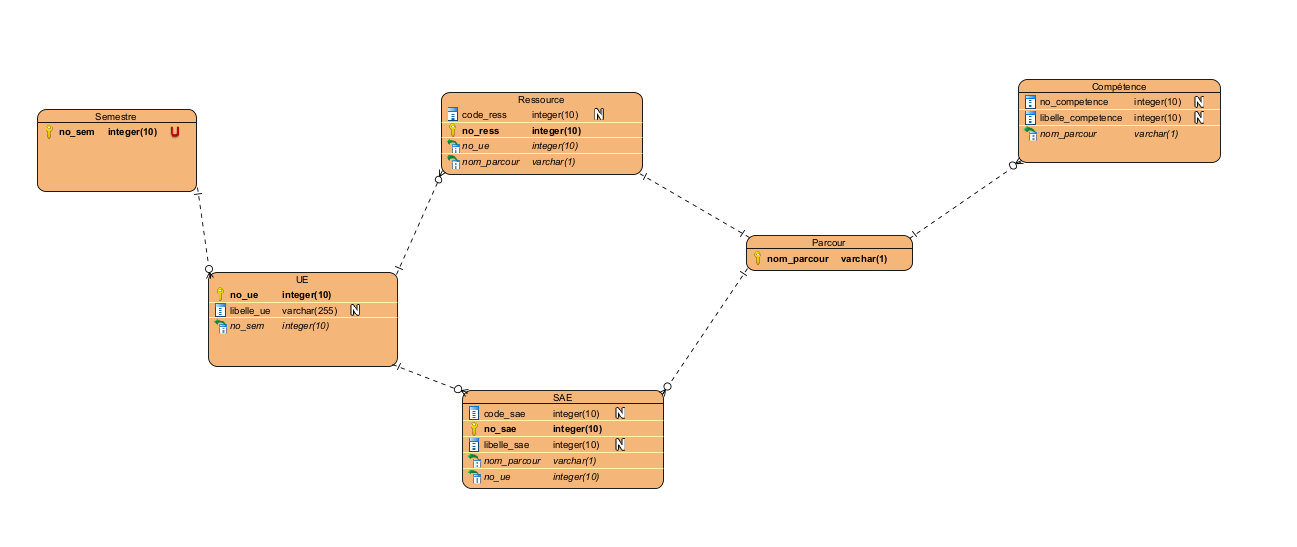 Semestre
no_sem integer(10) U
Ressource
code_ress integer(10) N
no_ress integer(10)
no_ue integer(10)
nom_parcour varchar(1)
Compétence
no_competence integer(10) N
libelle_competence integer(10) N
nom_parcour varchar(1)
Parcour
nom_parcour varchar(1)
UE
no_ue integer(10)
libelle_ue varchar(255) N
no_sem integer(10)
SAE
code_sae integer(10) N
no_sae integer(10)
libelle_sae integer(10) N
nom_parcour varchar(1)
no_ue integer(10)